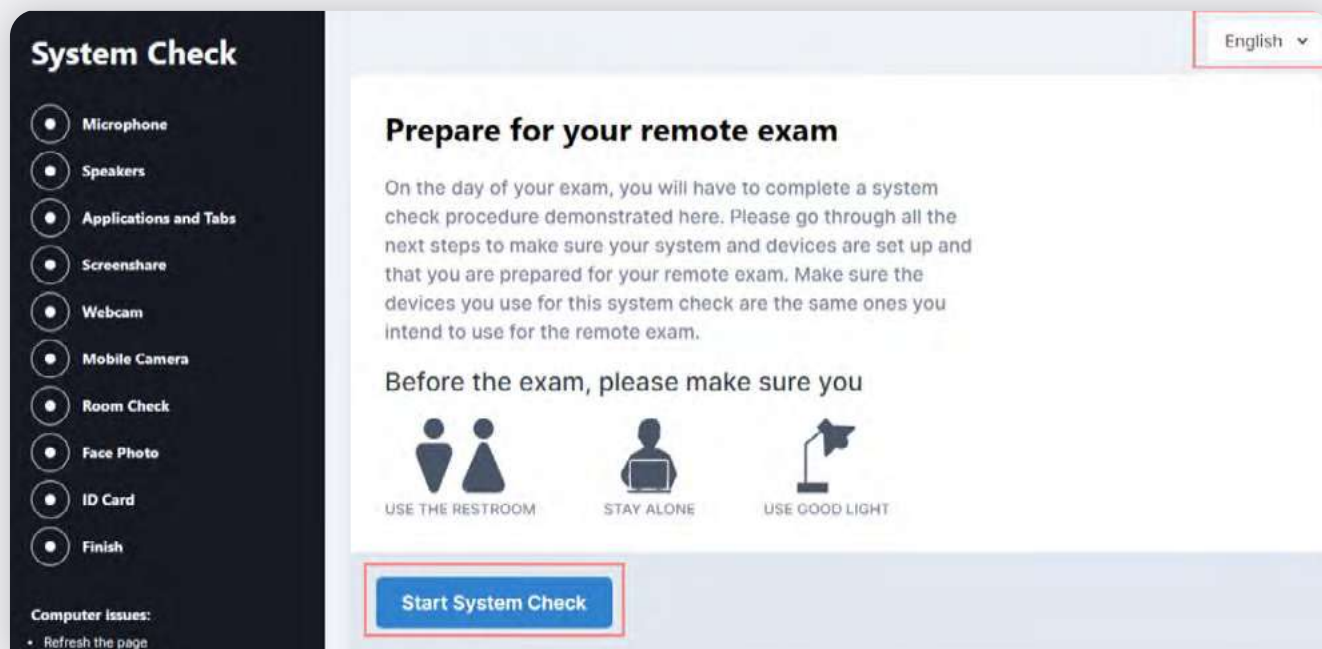 System Check
Microphone
Speakers
Applications and Tabs
Screenshare
Webcam
Mobile Camera
Room Check
Face Photo
ID Card
Finish
Computer issues:
• Refresh the page
English
Prepare for your remote exam
On the day of your exam, you will have to complete a system
check procedure demonstrated here. Please go through all the
next steps to make sure your system and devices are set up and
that you are prepared for your remote exam. Make sure the
devices you use for this system check are the same ones you
intend to use for the remote exam.
Before the exam, please make sure you
USE THE RESTROOM
STAY ALONE
USE GOOD LIGHT
Start System Check